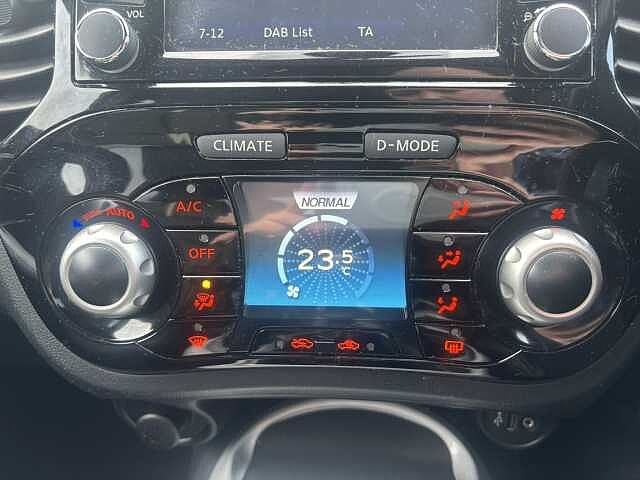 VOL
7-12 DAB List TA
CLIMATE D-MODE
NORMAL
AUTO
A/C
OFF
23.5
°C